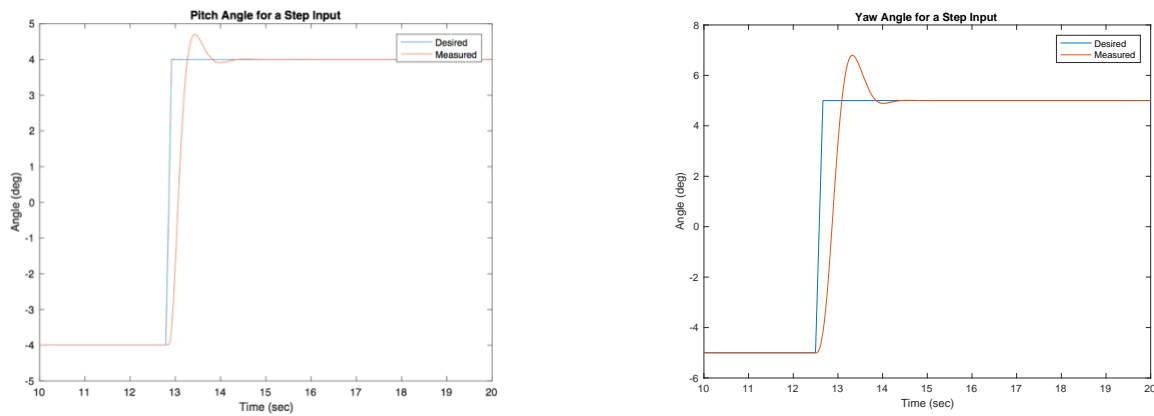 Pitch Angle for a Step Input
5
4
3
2
1
0
-1
-2
-3
-4
-5
Angle (deg)
10 11 12 13 14 15 16 17 18 19 20
Time (sec)
Desired
Measured
Yaw Angle for a Step Input
8
6
4
2
0
-2
-4
-6
Angle (deg)
10 11 12 13 14 15 16 17 18 19 20
Time (sec)
Desired
Measured